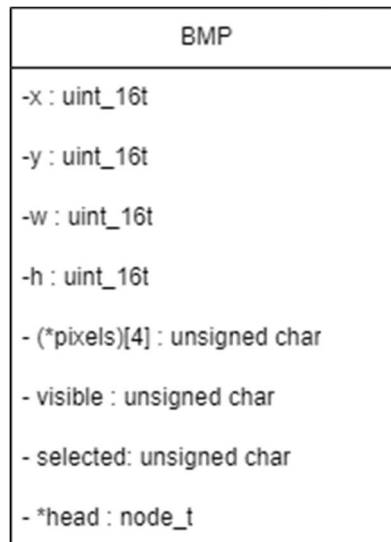 BMP
-x : uint_16t
-y : uint_16t
-w : uint_16t
-h : uint_16t
- (*pixels)[4] : unsigned char
- visible : unsigned char
- selected: unsigned char
- *head : node_t